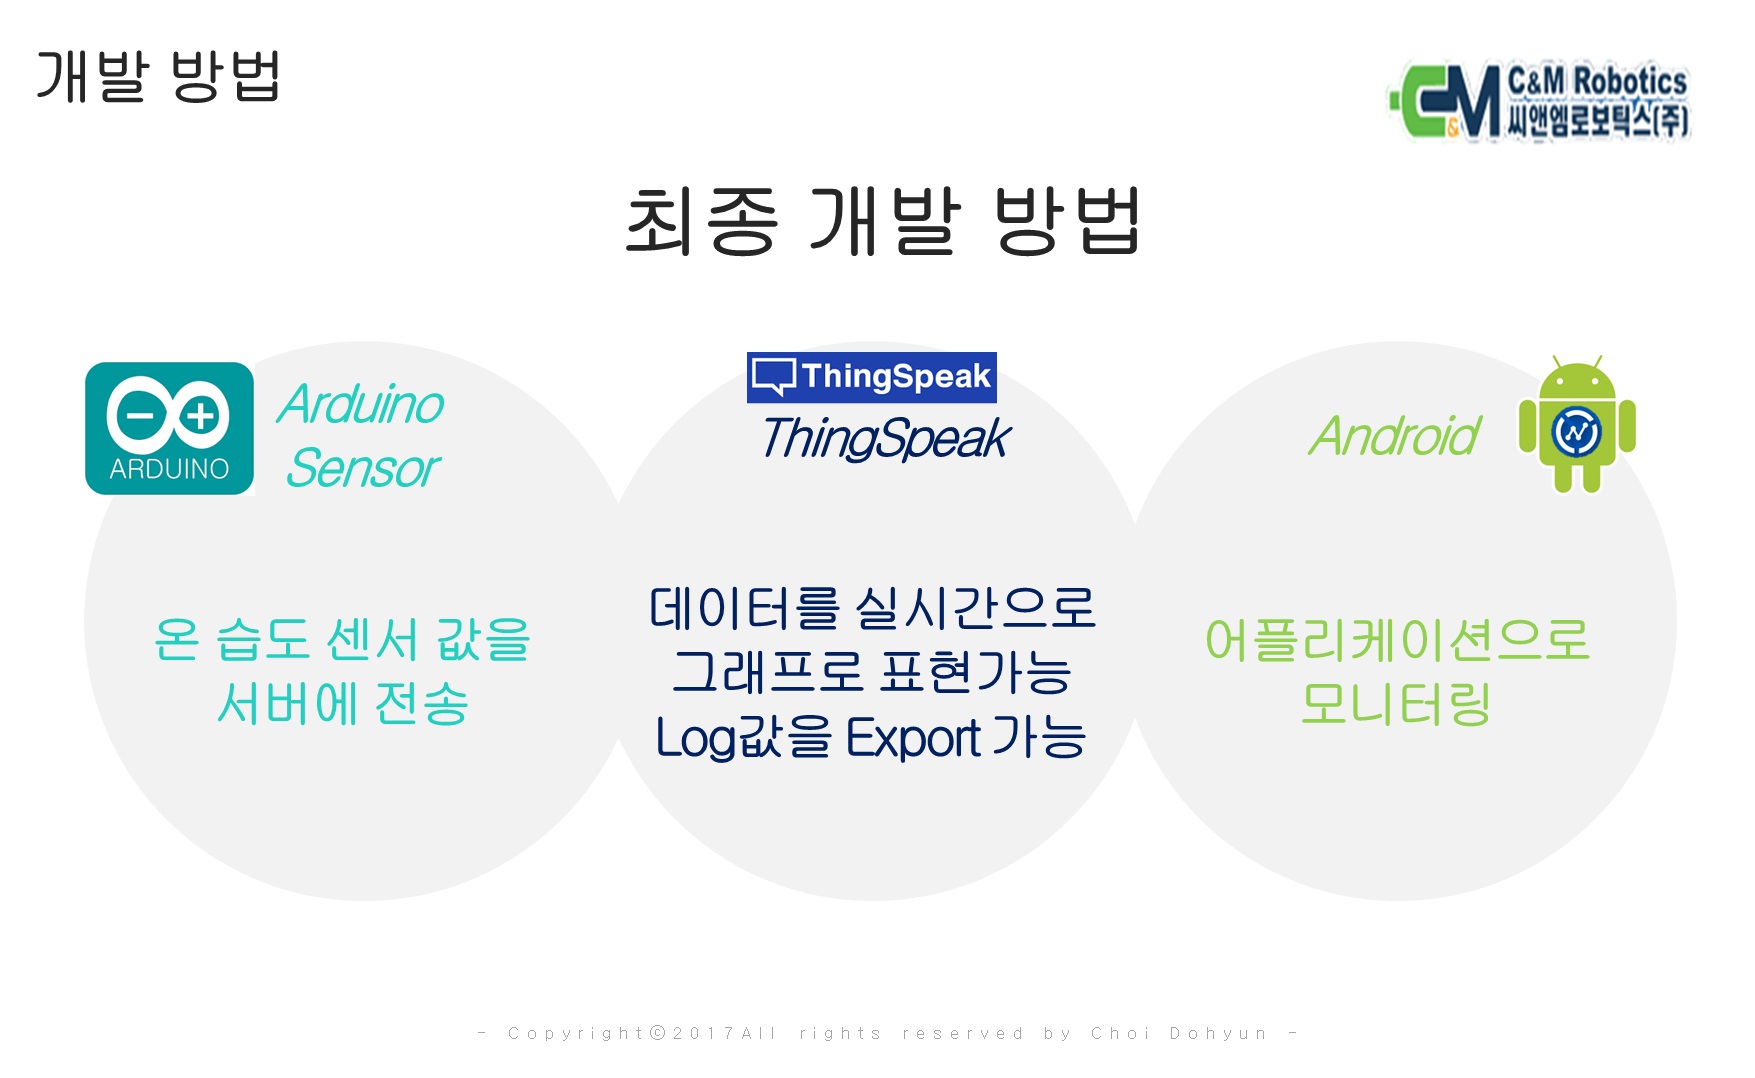 개발 방법
C&M Robotics
씨앤엠로보틱스(주)
C&M
최종 개발 방법
ARDUINO
Arduino
Sensor
온 습도 센서 값을
서버에 전송
ThingSpeak
ThingSpeak
데이터를 실시간으로
그래프로 표현가능
Log값을 Export 가능
Android
어플리케이션으로
모니터링
- Copyrightⓒ2017All rights reserved by Choi Dohyun -